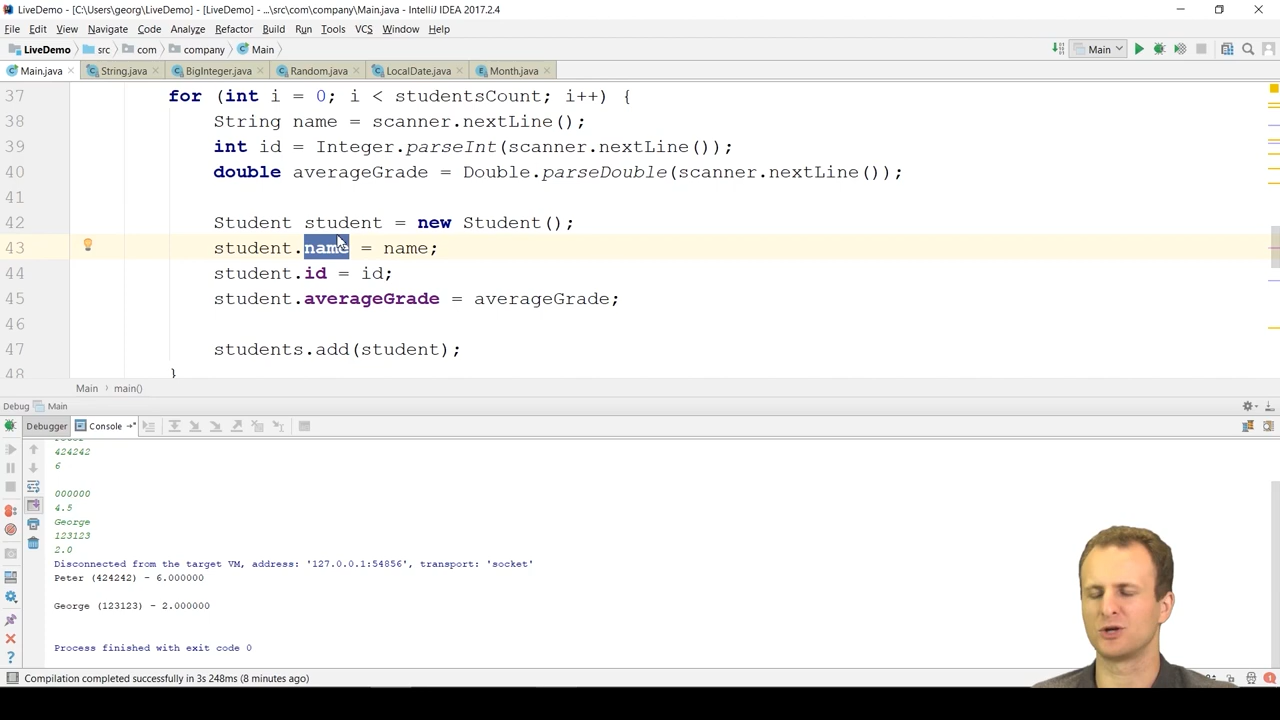 LiveDemo - [C:\Users\georg\LiveDemo] - [LiveDemo] - ...\src\com\company\Main.java - IntelliJ IDEA 2017.2.4
File Edit View Navigate Code Analyze Refactor Build Run Tools VCS Window Help
LiveDemo src com company Main Main
Main.java String.java BigInteger.java Random.java LocalDate.java Month.java
37 for (int i = 0; i < studentsCount; i++) {
38 String name = scanner.nextLine();
39 int id = Integer.parseInt(scanner.nextLine());
40 double averageGrade = Double.parseDouble(scanner.nextLine());
41
42 Student student = new Student();
43 student.name = name;
44 student.id = id;
45 student.averageGrade = averageGrade;
46
47 students.add(student);
48 }
Main › main()
Debug Main
Debugger Console
424242
6
000000
4.5
George
123123
2.0
Disconnected from the target VM, address: '127.0.0.1:54856', transport: 'socket'
Peter (424242) - 6.000000
George (123123) - 2.000000
Process finished with exit code 0
Compilation completed successfully in 3s 248ms (8 minutes ago)